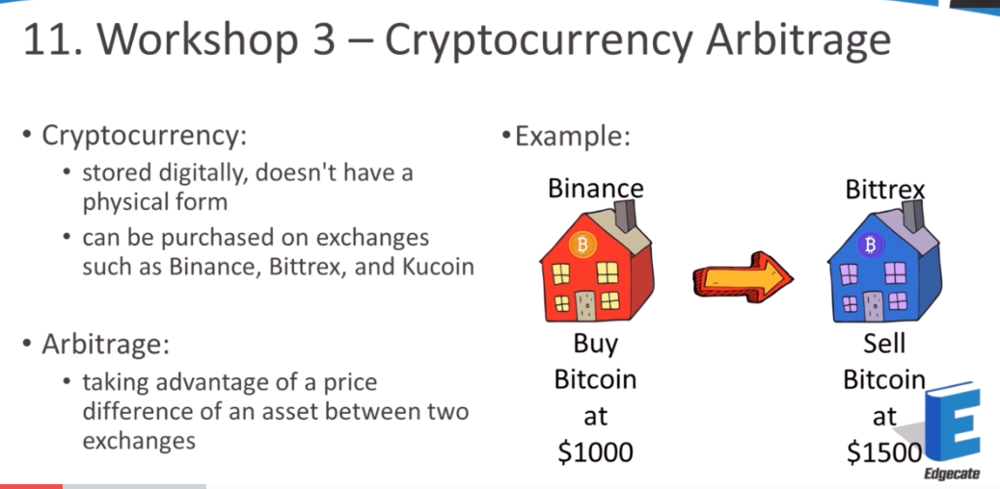 11. Workshop 3 – Cryptocurrency Arbitrage
• Cryptocurrency:
• stored digitally, doesn't have a
physical form
• can be purchased on exchanges
such as Binance, Bittrex, and Kucoin
• Arbitrage:
• taking advantage of a price
difference of an asset between two
exchanges
•Example:
Binance
₿
Buy
Bitcoin
at
$1000
Bittrex
₿
Sell
Bitcoin
at
$1500
E
Edgecate